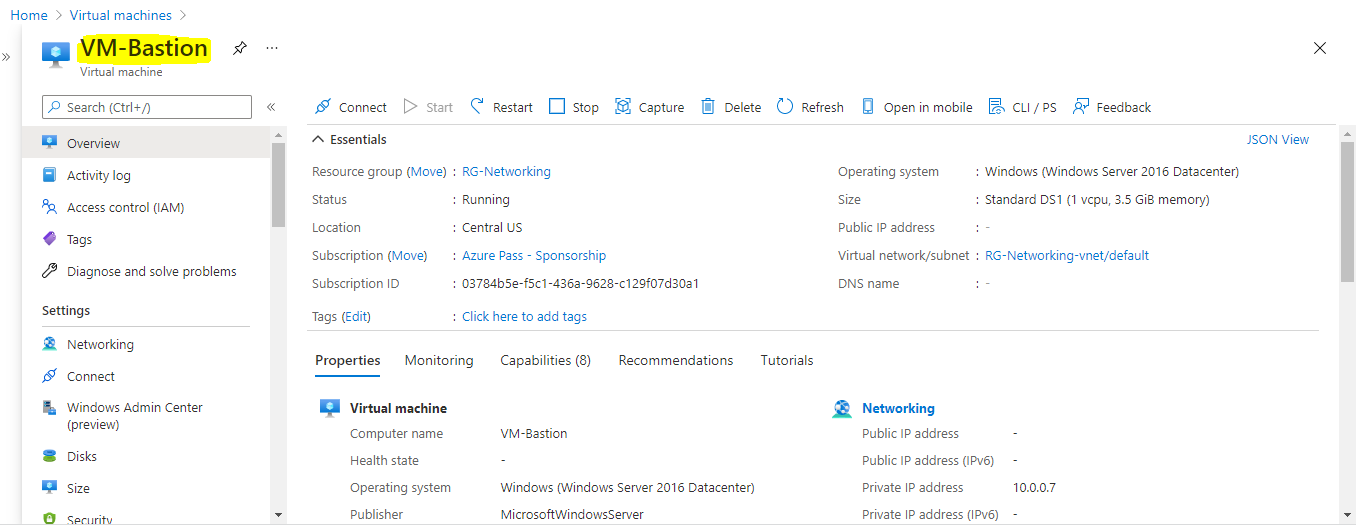 Home > Virtual machines >
»
VM-Bastion ...
Virtual machine
Search (Ctrl+/) «
Overview
Activity log
Access control (IAM)
Tags
Diagnose and solve problems
Settings
Networking
Connect
Windows Admin Center
(preview)
Disks
Size
Security
Connect Start Restart Stop Capture Delete Refresh Open in mobile CLI / PS Feedback
Essentials JSON View
Resource group (Move) : RG-Networking
Status : Running
Location : Central US
Subscription (Move) : Azure Pass - Sponsorship
Subscription ID : 03784b5e-f5c1-436a-9628-c129f07d30a1
Tags (Edit) : Click here to add tags
Operating system : Windows (Windows Server 2016 Datacenter)
Size : Standard DS1 (1 vcpu, 3.5 GiB memory)
Public IP address : -
Virtual network/subnet : RG-Networking-vnet/default
DNS name : -
Properties Monitoring Capabilities (8) Recommendations Tutorials
Virtual machine
Computer name VM-Bastion
Health state -
Operating system Windows (Windows Server 2016 Datacenter)
Publisher MicrosoftWindowsServer
Networking
Public IP address -
Public IP address (IPv6) -
Private IP address 10.0.0.7
Private IP address (IPv6) -